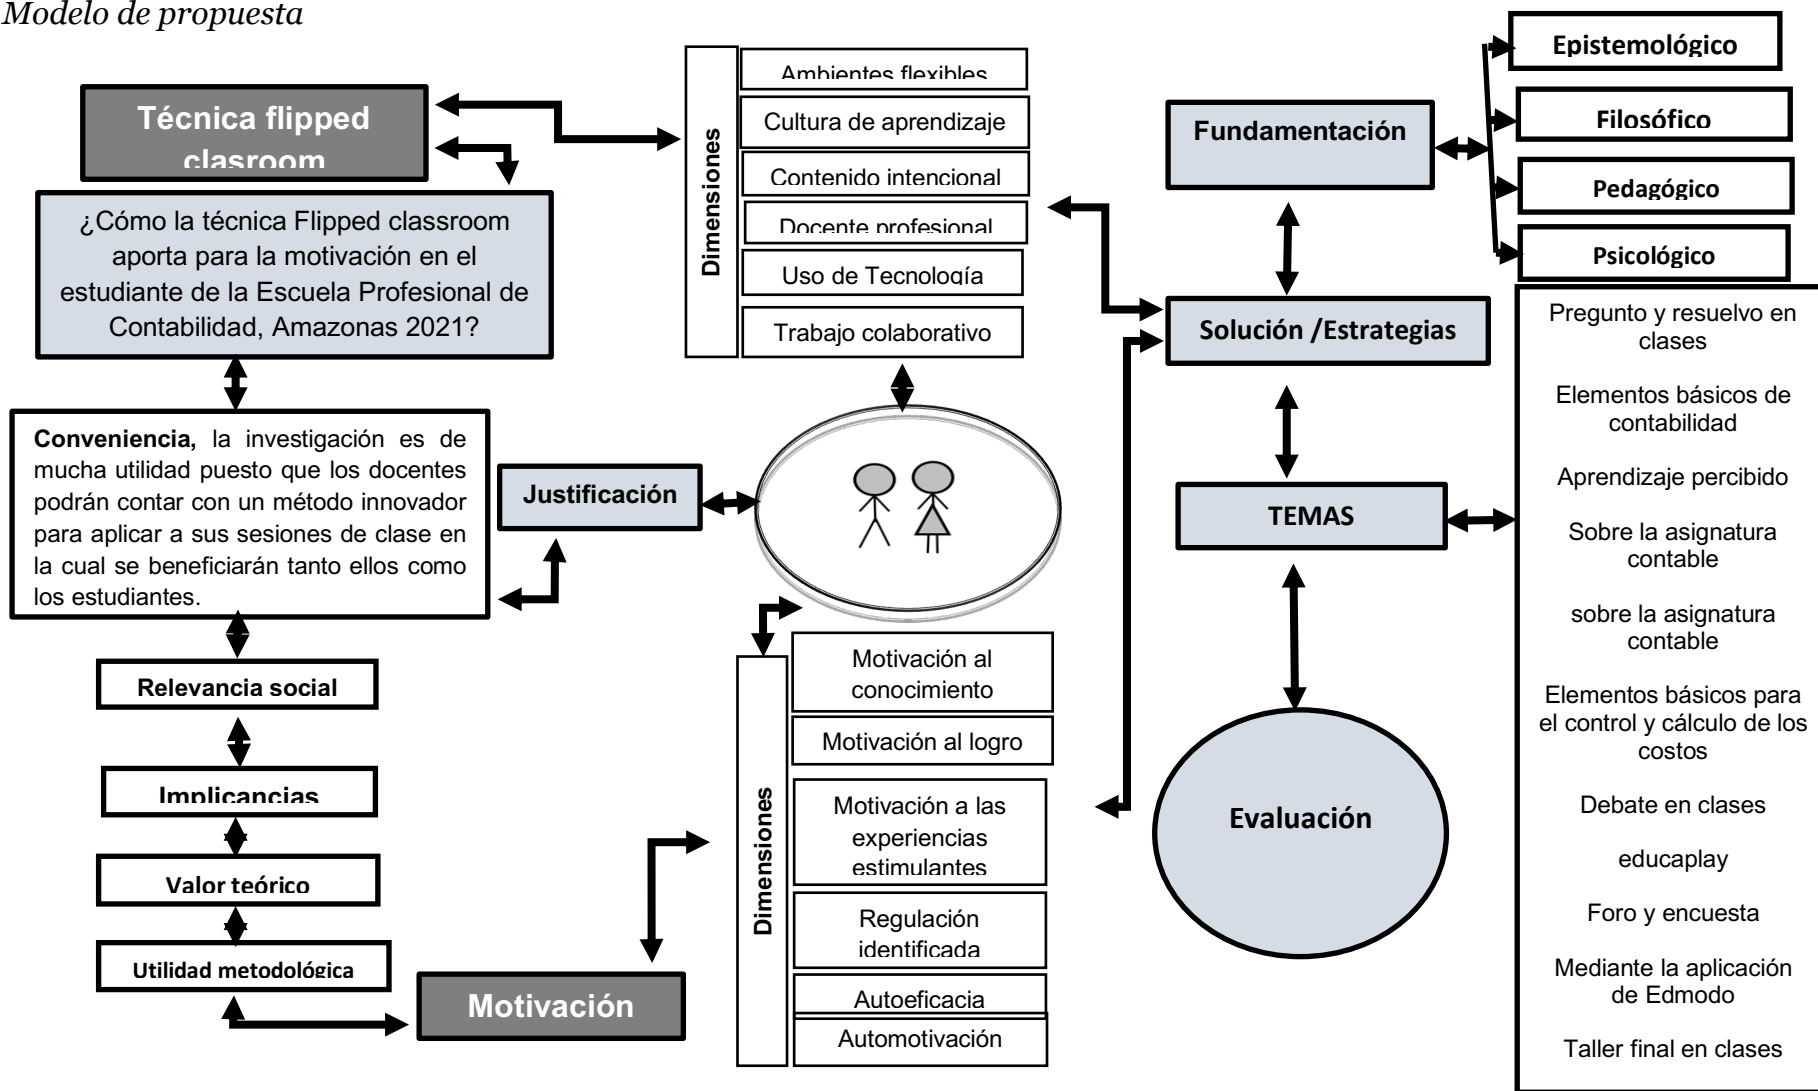 Modelo de propuesta
Técnica flipped
clasroom
¿Cómo la técnica Flipped classroom
aporta para la motivación en el
estudiante de la Escuela Profesional de
Contabilidad, Amazonas 2021?
Conveniencia, la investigación es de
mucha utilidad puesto que los docentes
podrán contar con un método innovador
para aplicar a sus sesiones de clase en
la cual se beneficiarán tanto ellos como
los estudiantes.
Relevancia social
Implicancias
Valor teórico
Utilidad metodológica
Motivación
Justificación
Dimensiones
Ambientes flexibles
Cultura de aprendizaje
Contenido intencional
Docente profesional
Uso de Tecnología
Trabajo colaborativo
Dimensiones
Motivación al
conocimiento
Motivación al logro
Motivación a las
experiencias
estimulantes
Regulación
identificada
Autoeficacia
Automotivación
Fundamentación
Solución /Estrategias
TEMAS
Evaluación
Epistemológico
Filosófico
Pedagógico
Psicológico
Pregunto y resuelvo en
clases
Elementos básicos de
contabilidad
Aprendizaje percibido
Sobre la asignatura
contable
sobre la asignatura
contable
Elementos básicos para
el control y cálculo de los
costos
Debate en clases
educaplay
Foro y encuesta
Mediante la aplicación
de Edmodo
Taller final en clases